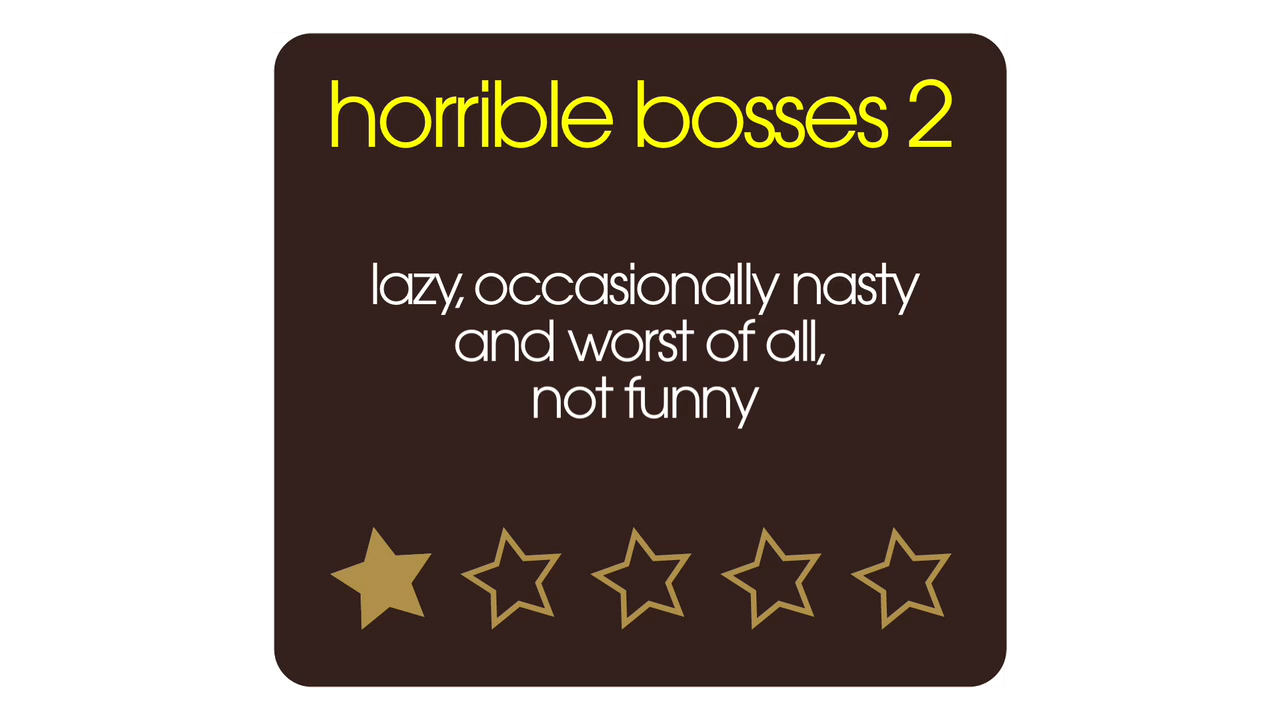 horrible bosses 2
lazy, occasionally nasty
and worst of all,
not funny